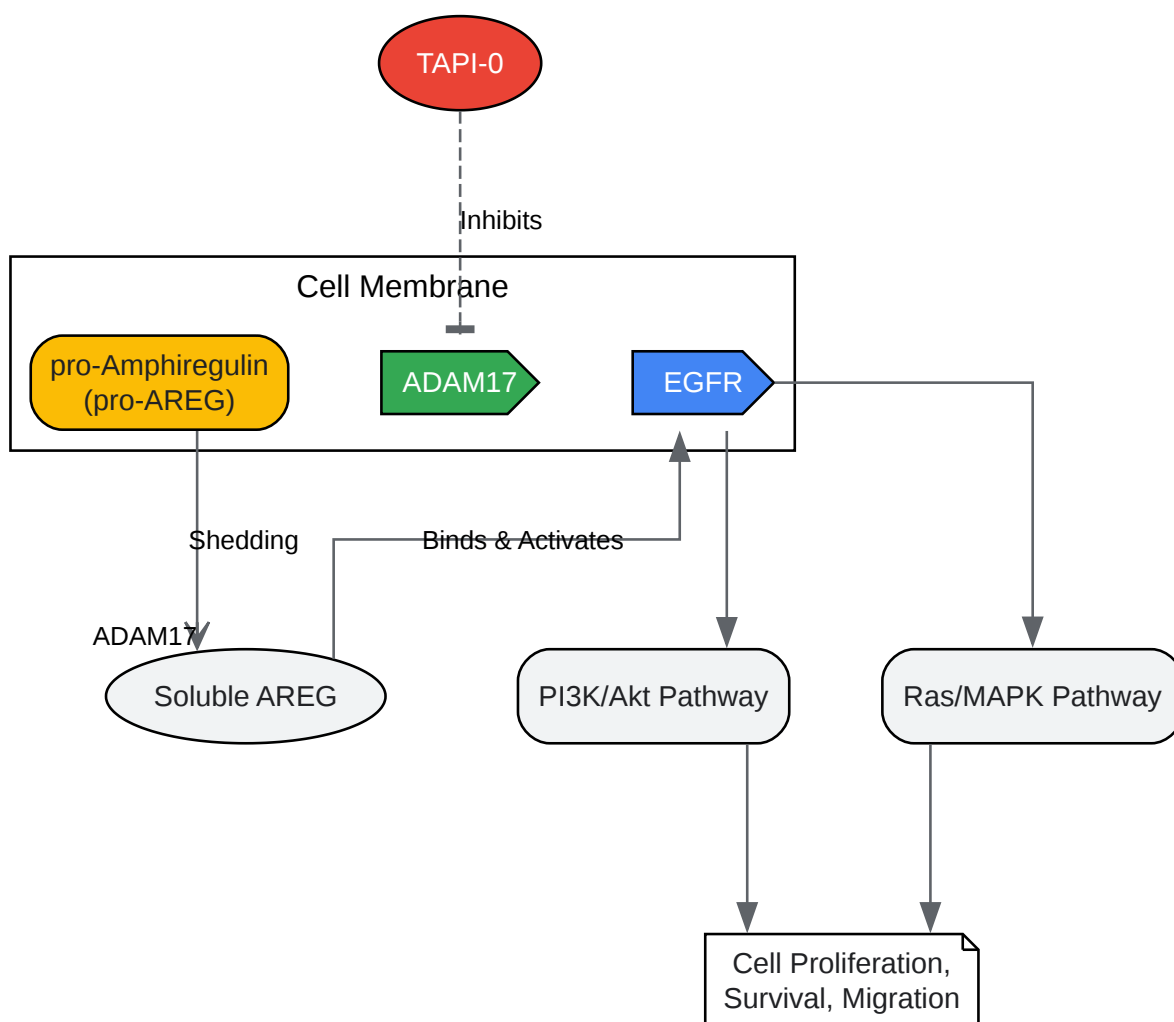 TAPI-0
Inhibits
Cell Membrane
pro-Amphiregulin
(pro-AREG)
ADAM17
EGFR
Shedding
Binds & Activates
ADAM17
Soluble AREG
PI3K/Akt Pathway
Ras/MAPK Pathway
Cell Proliferation,
Survival, Migration